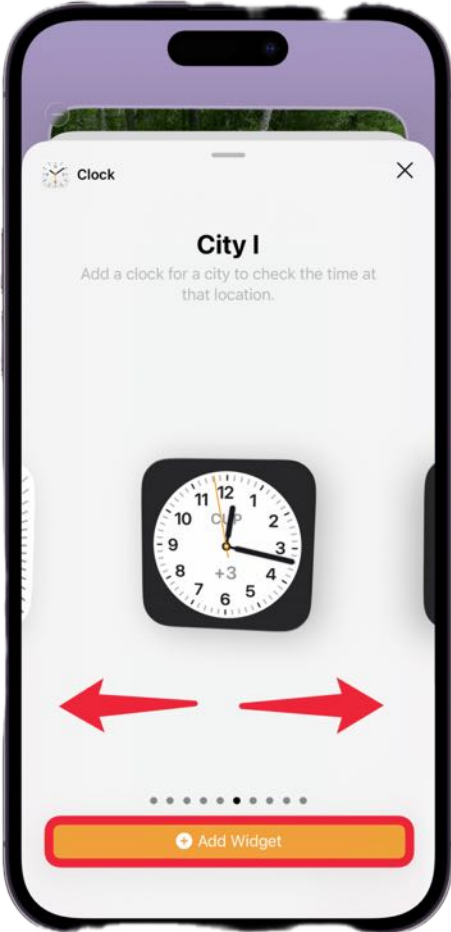 Clock
City I
Add a clock for a city to check the time at
that location.
12
11
1
10
CUP
2
9
3
8
+3
4
7
5
6
Add Widget